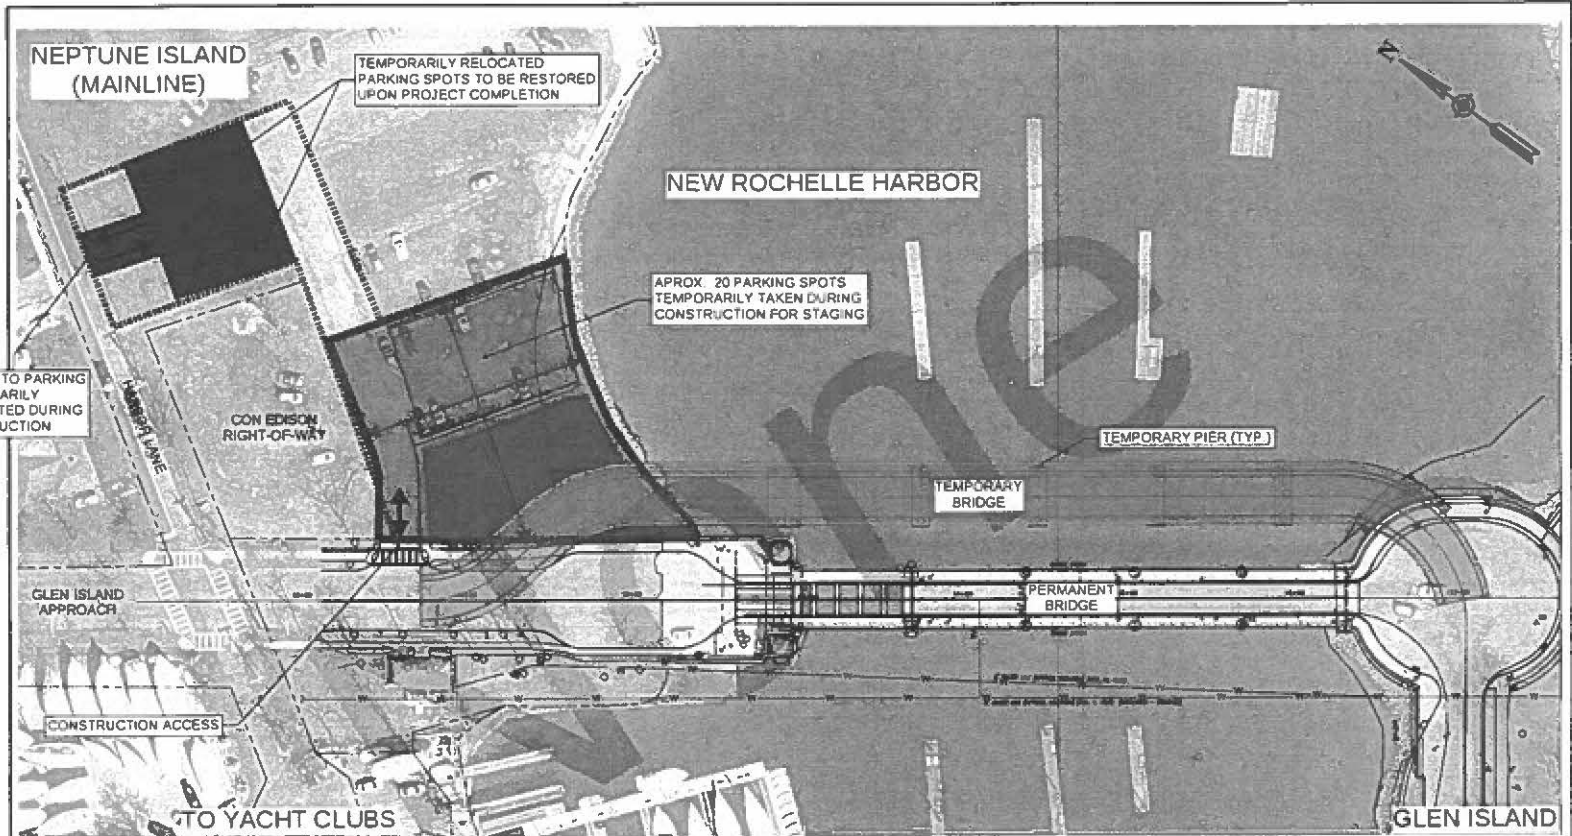 NEPTUNE ISLAND
(MAINLINE)
TEMPORARILY RELOCATED
PARKING SPOTS TO BE RESTORED
UPON PROJECT COMPLETION
N
NEW ROCHELLE HARBOR
APROX. 20 PARKING SPOTS
TEMPORARILY TAKEN DURING
CONSTRUCTION FOR STAGING
TO PARKING
ARILY
TED DURING
UCTION
HARBOR LANE
CON EDISON
RIGHT-OF-WAY
TEMPORARY PIER (TYP.)
TEMPORARY
BRIDGE
GLEN ISLAND
APPROACH
PERMANENT
BRIDGE
CONSTRUCTION ACCESS
TO YACHT CLUBS
GLEN ISLAND